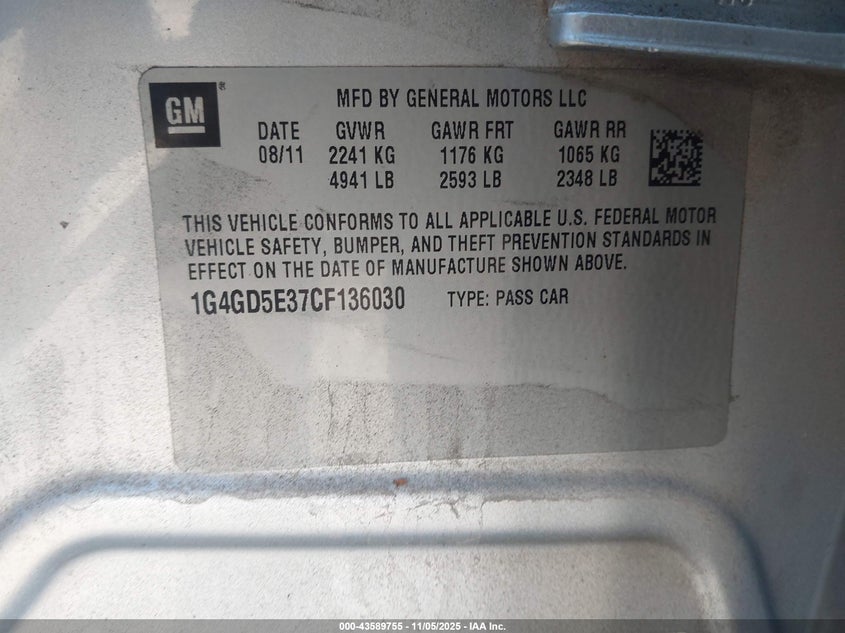 GM ®
MFD BY GENERAL MOTORS LLC
DATE GVWR GAWR FRT GAWR RR
08/11 2241 KG 1176 KG 1065 KG
4941 LB 2593 LB 2348 LB
THIS VEHICLE CONFORMS TO ALL APPLICABLE U.S. FEDERAL MOTOR
VEHICLE SAFETY, BUMPER, AND THEFT PREVENTION STANDARDS IN
EFFECT ON THE DATE OF MANUFACTURE SHOWN ABOVE.
1G4GD5E37CF136030 TYPE: PASS CAR
000-43589755 - 11/05/2025 - IAA Inc.